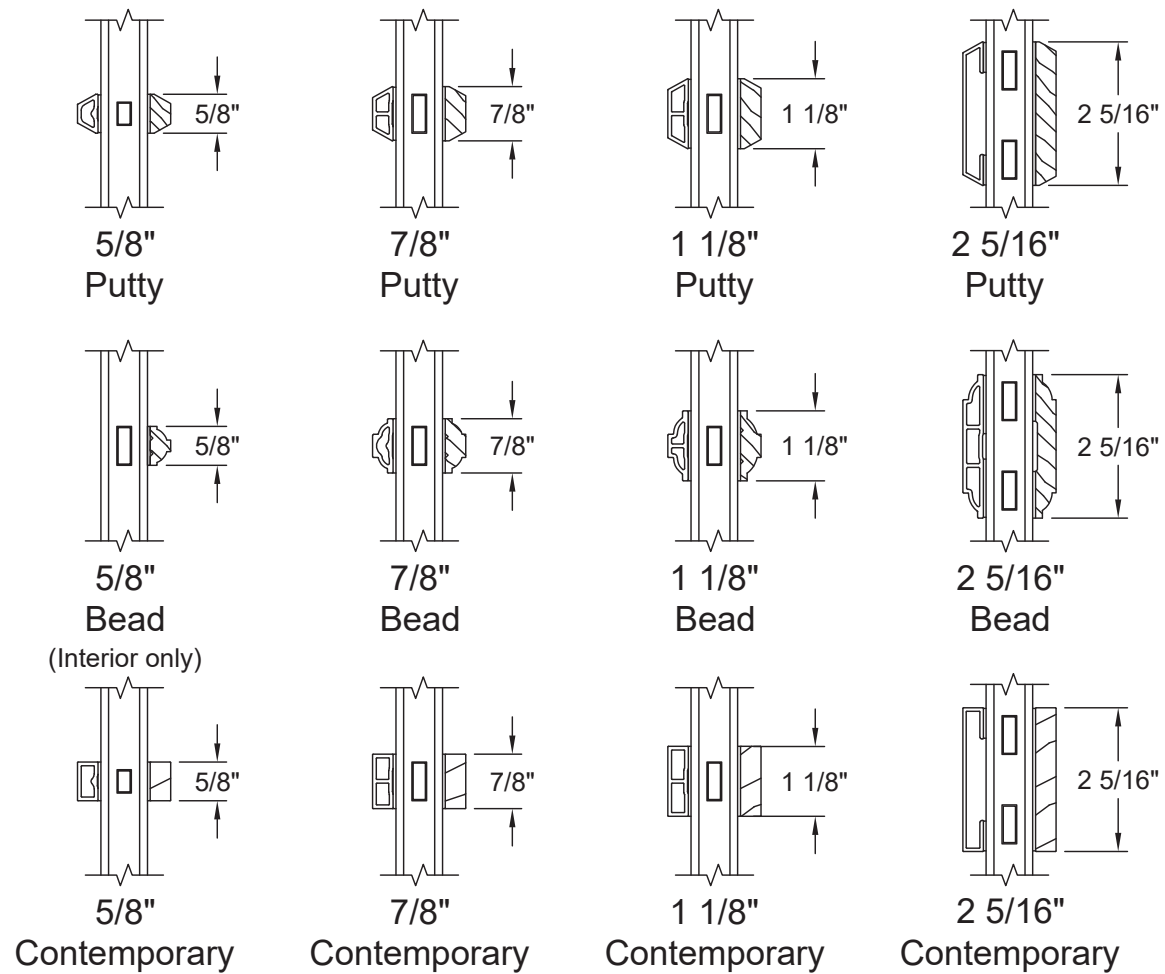 5/8"
7/8"
1 1/8"
2 5/16"
5/8"
Putty
7/8"
Putty
1 1/8"
Putty
2 5/16"
Putty
5/8"
7/8"
1 1/8"
2 5/16"
5/8"
Bead
(Interior only)
7/8"
Bead
1 1/8"
Bead
2 5/16"
Bead
5/8"
7/8"
1 1/8"
2 5/16"
5/8"
Contemporary
7/8"
Contemporary
1 1/8"
Contemporary
2 5/16"
Contemporary